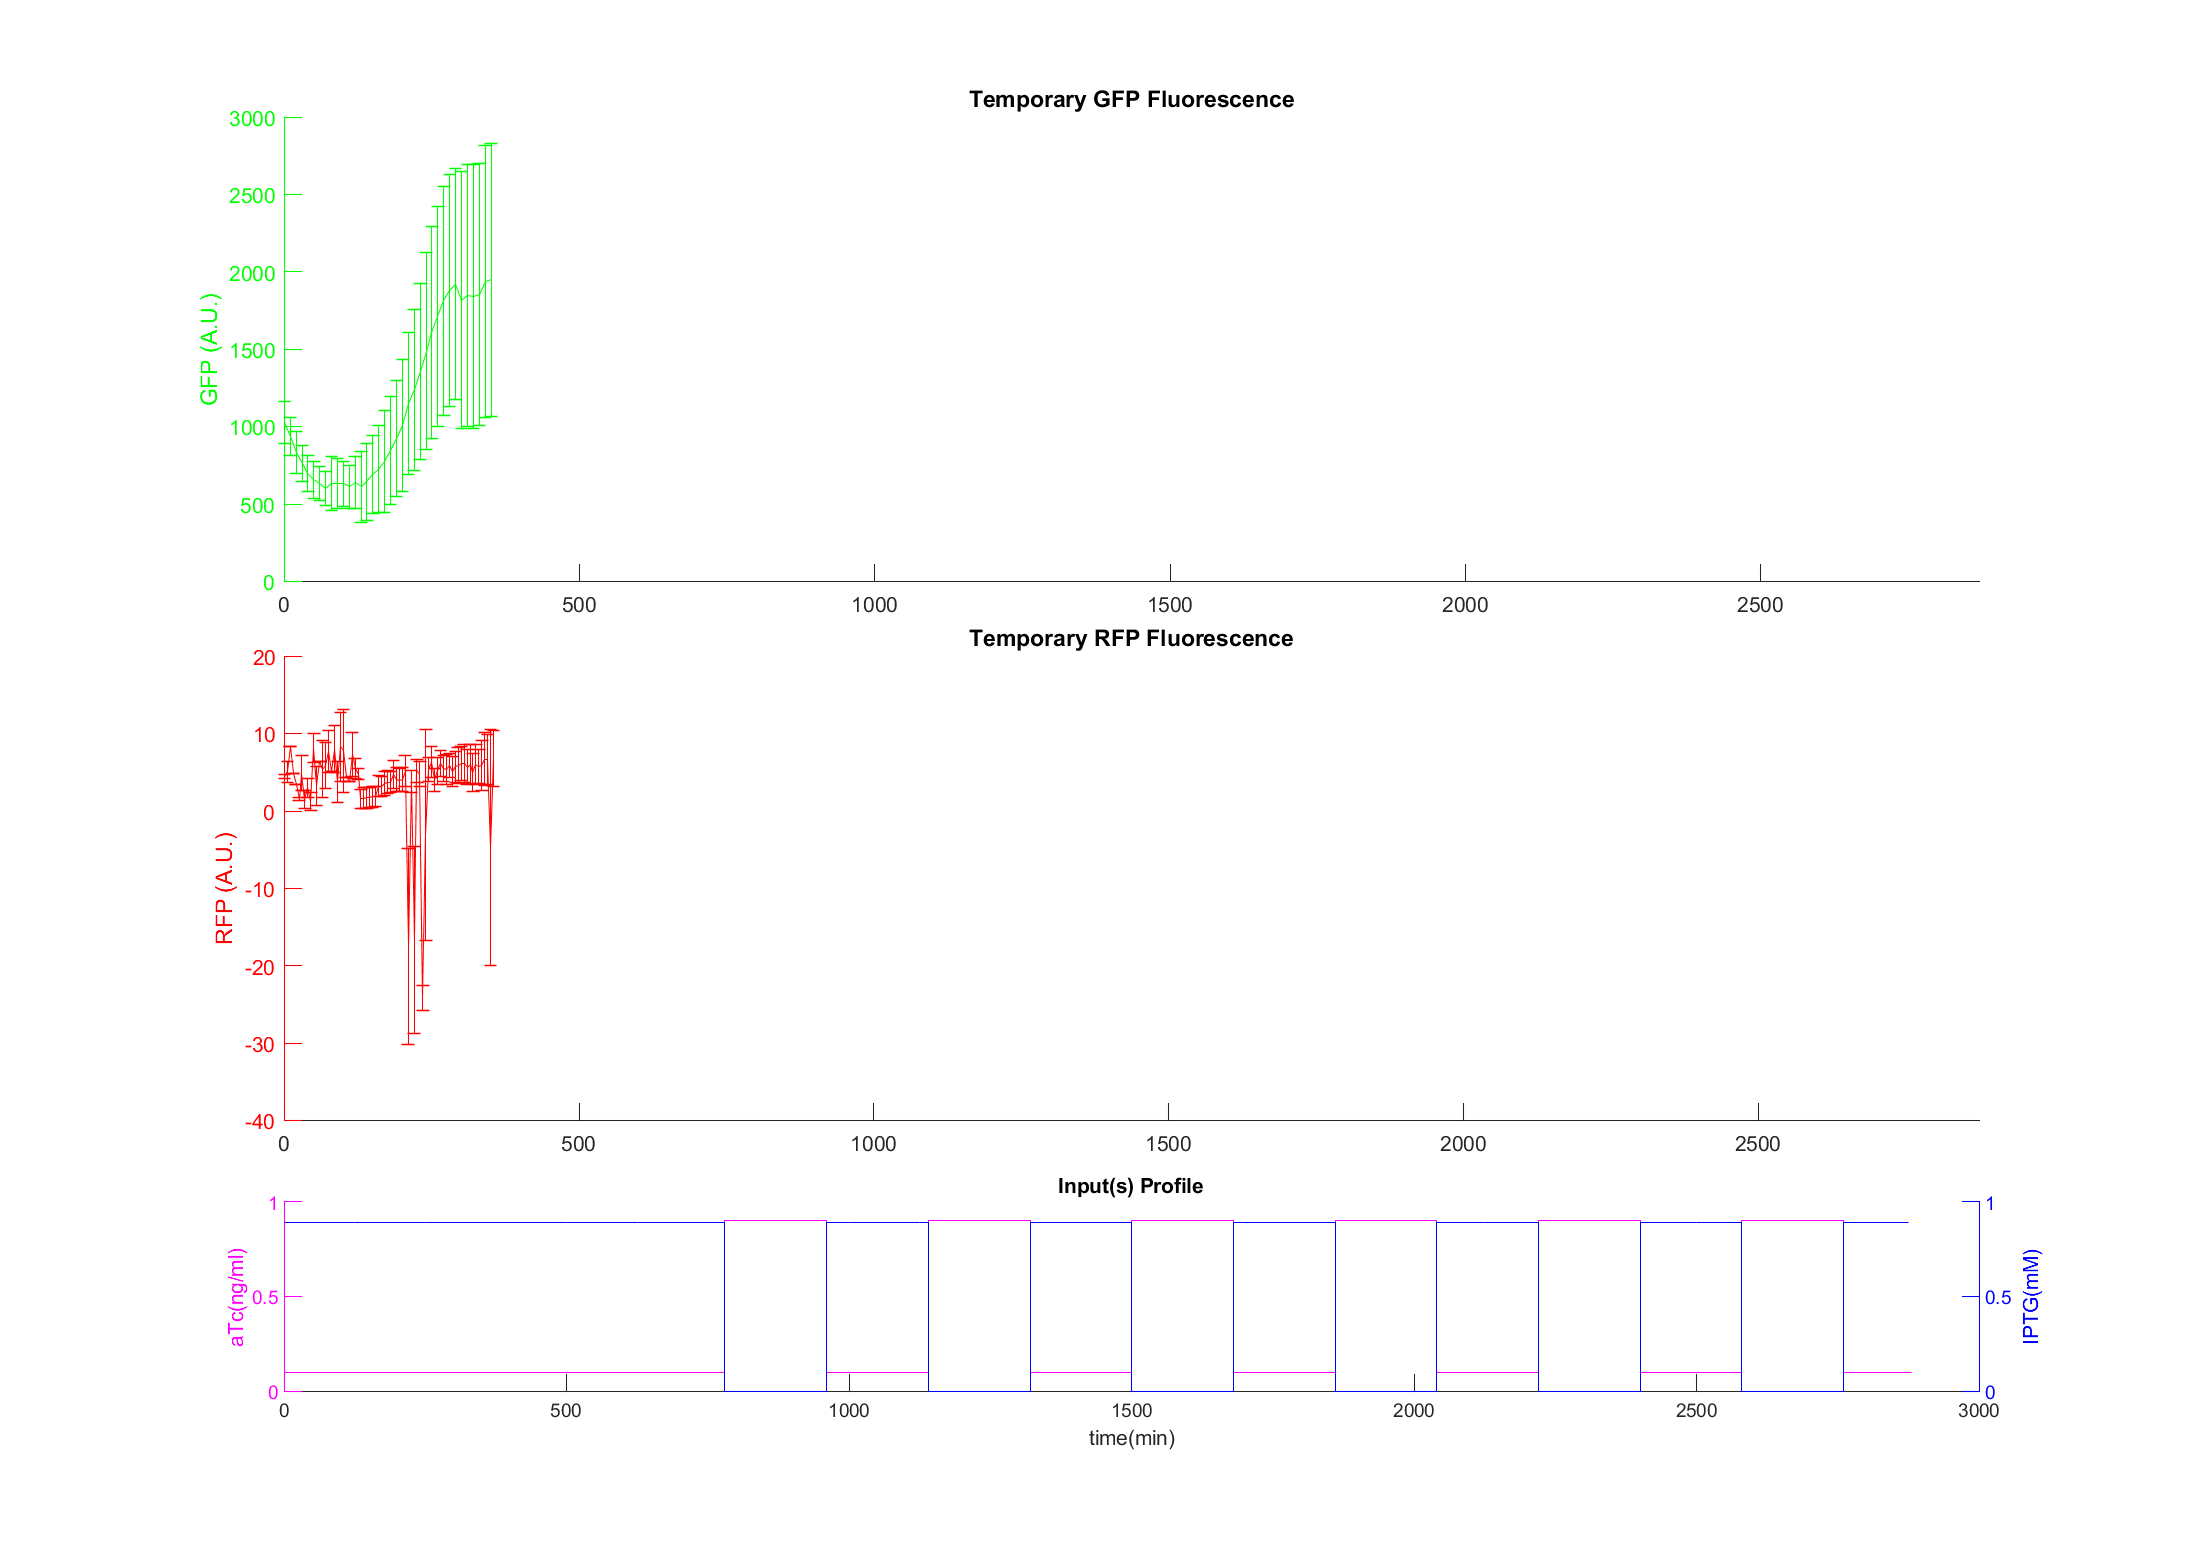 Temporary GFP Fluorescence
3000
2500
2000
1500
1000
500
0
GFP (A.U.)
0 500 1000 1500 2000 2500
Temporary RFP Fluorescence
20
10
0
-10
-20
-30
-40
RFP (A.U.)
0 500 1000 1500 2000 2500
Input(s) Profile
1
0.5
0
aTc(ng/ml)
1
0.5
0
IPTG(mM)
0 500 1000 1500 2000 2500 3000
time(min)